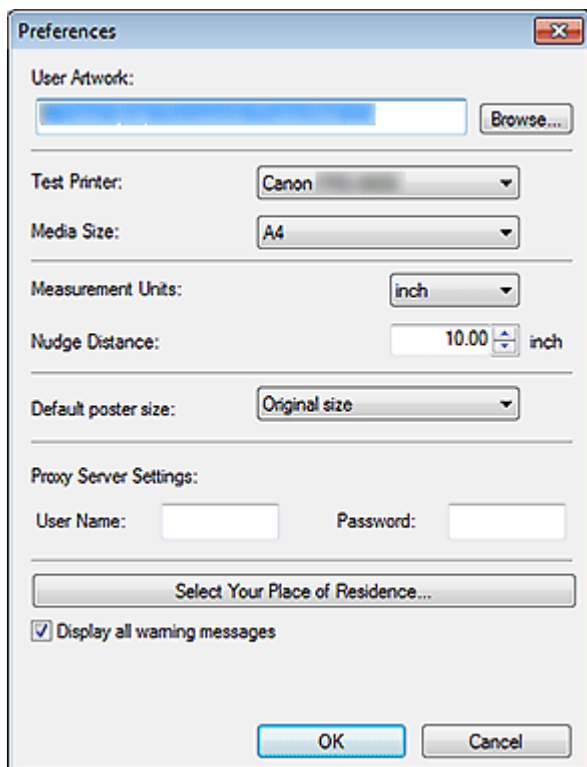 Preferences
User Artwork:
Browse...
Test Printer: Canon
Media Size: A4
Measurement Units: inch
Nudge Distance: 10.00 inch
Default poster size: Original size
Proxy Server Settings:
User Name: Password:
Select Your Place of Residence...
Display all warning messages
OK Cancel